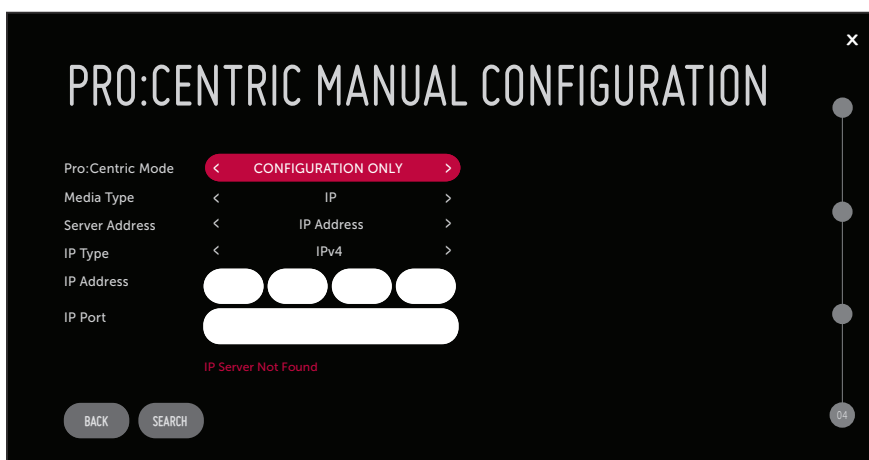 X
PRO:CENTRIC MANUAL CONFIGURATION
Pro:Centric Mode < CONFIGURATION ONLY >
Media Type < IP >
Server Address < IP Address >
IP Type < IPv4 >
IP Address
IP Port
IP Server Not Found
BACK SEARCH
04